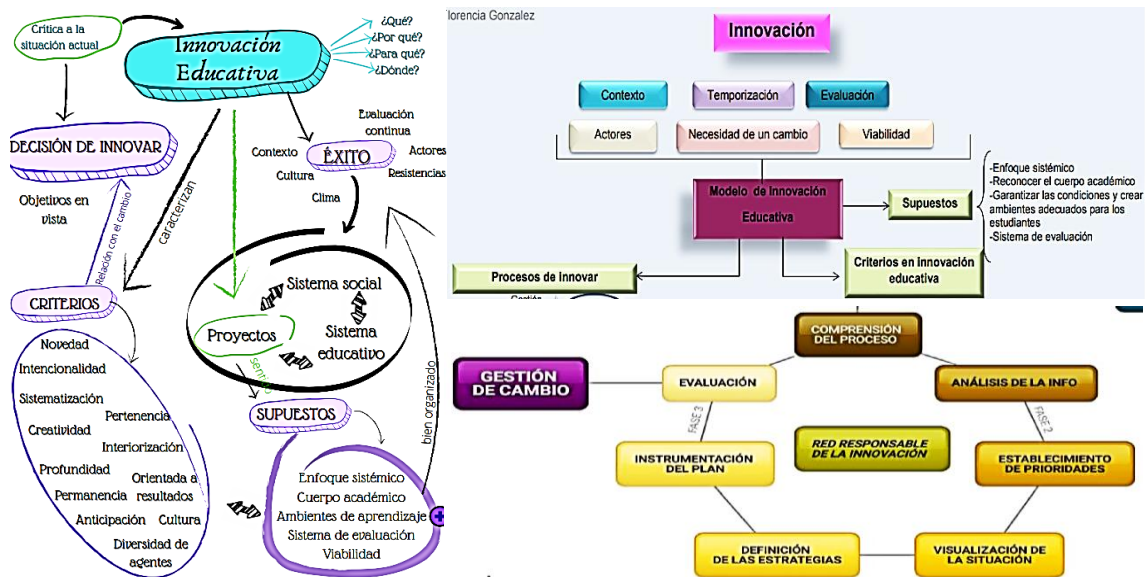 Crítica a la
situación actual
Innovación
Educativa
¿Qué?
¿Por qué?
¿Para qué?
¿Dónde?
DECISIÓN DE INNOVAR
Objetivos en
vista
Relación con el cambio
caracterizan
Evaluación
continua
Contexto
ÉXITO
Actores
Cultura
Resistencias
Clima
CRITERIOS
Novedad
Intencionalidad
Sistematización
Pertenencia
Creatividad
Interiorización
Profundidad
Orientada a
resultados
Permanencia
Anticipación
Cultura
Diversidad de
agentes
Sistema social
Proyectos
Sistema
educativo
SUPUESTOS
bien organizado
Enfoque sistémico
Cuerpo académico
Ambientes de aprendizaje
Sistema de evaluación
Viabilidad
Florencia Gonzalez
Innovación
Contexto
Temporización
Evaluación
Actores
Necesidad de un cambio
Viabilidad
Modelo de Innovación
Educativa
Supuestos
-Enfoque sistémico
-Reconocer el cuerpo académico
-Garantizar las condiciones y crear
ambientes adecuados para los
estudiantes
-Sistema de evaluación
Procesos de innovar
Criterios en innovación
educativa
COMPRENSIÓN
DEL PROCESO
GESTIÓN
DE CAMBIO
EVALUACIÓN
ANÁLISIS DE LA INFO
FASE 3
FASE 2
RED RESPONSABLE
DE LA INNOVACIÓN
INSTRUMENTACIÓN
DEL PLAN
ESTABLECIMIENTO
DE PRIORIDADES
DEFINICIÓN
DE LAS ESTRATEGIAS
VISUALIZACIÓN DE
LA SITUACIÓN